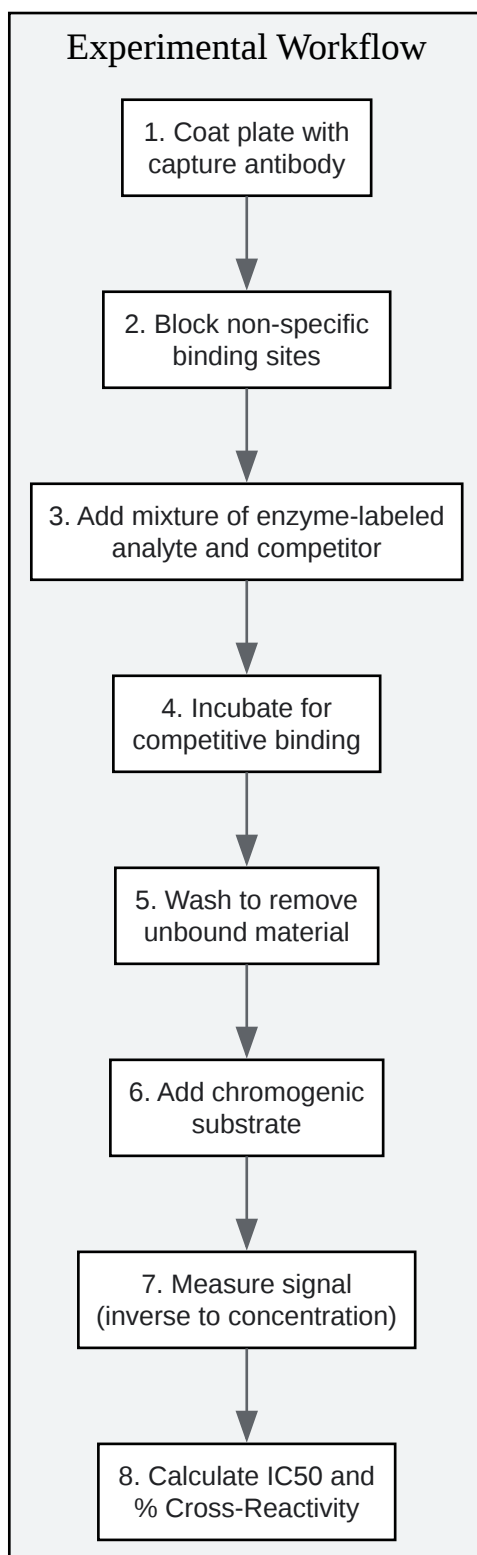 Experimental Workflow
1. Coat plate with
capture antibody
2. Block non-specific
binding sites
3. Add mixture of enzyme-labeled
analyte and competitor
4. Incubate for
competitive binding
5. Wash to remove
unbound material
6. Add chromogenic
substrate
7. Measure signal
(inverse to concentration)
8. Calculate IC50 and
% Cross-Reactivity